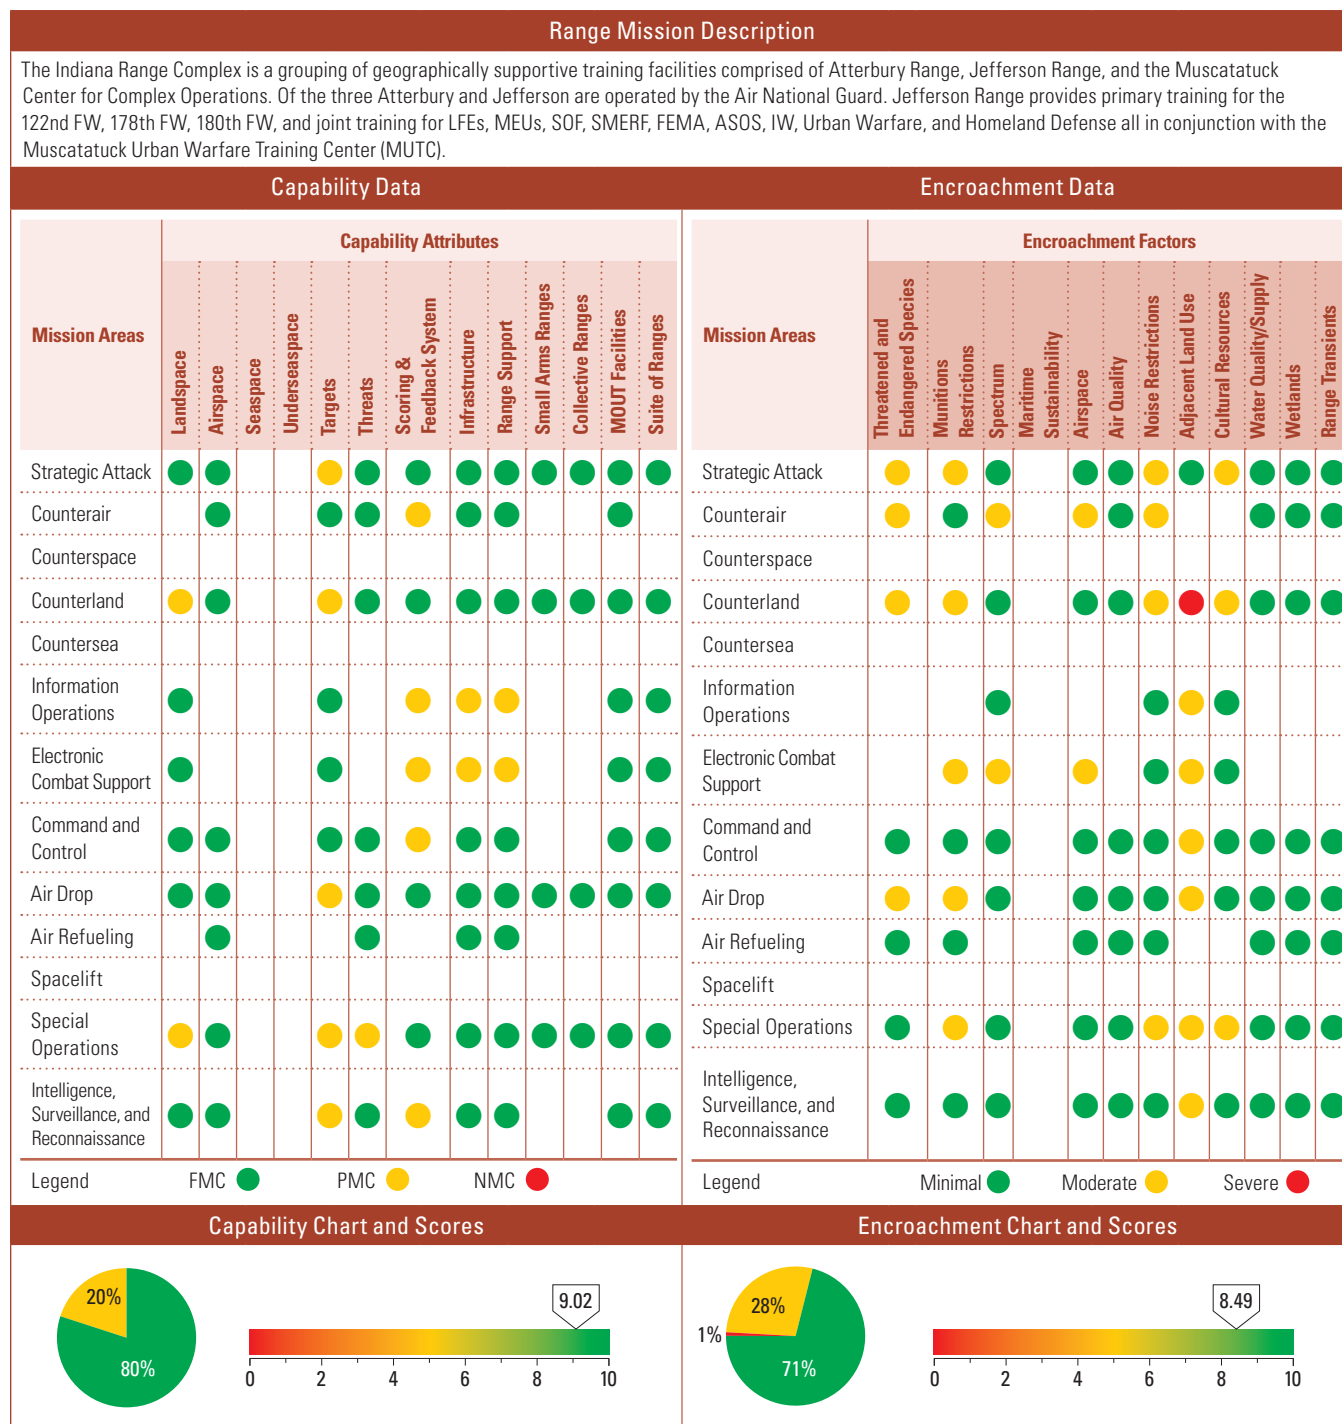 Range Mission Description
The Indiana Range Complex is a grouping of geographically supportive training facilities comprised of Atterbury Range, Jefferson Range, and the Muscatatuck
Center for Complex Operations. Of the three Atterbury and Jefferson are operated by the Air National Guard. Jefferson Range provides primary training for the
122nd FW, 178th FW, 180th FW, and joint training for LFEs, MEUs, SOF, SMERF, FEMA, ASOS, IW, Urban Warfare, and Homeland Defense all in conjunction with the
Muscatatuck Urban Warfare Training Center (MUTC).
Capability Data
Mission Areas
Capability Attributes
Landspace
Airspace
Seaspace
Underseaspace
Targets
Threats
Scoring &
Feedback System
Infrastructure
Range Support
Small Arms Ranges
Collective Ranges
MOUT Facilities
Suite of Ranges
Strategic Attack
Counterair
Counterspace
Counterland
Countersea
Information
Operations
Electronic
Combat Support
Command and
Control
Air Drop
Air Refueling
Spacelift
Special
Operations
Intelligence,
Surveillance, and
Reconnaissance
Legend
FMC
PMC
NMC
Encroachment Data
Mission Areas
Encroachment Factors
Threatened and
Endangered Species
Munitions
Restrictions
Spectrum
Maritime
Sustainability
Airspace
Air Quality
Noise Restrictions
Adjacent Land Use
Cultural Resources
Water Quality/Supply
Wetlands
Range Transients
Strategic Attack
Counterair
Counterspace
Counterland
Countersea
Information
Operations
Electronic Combat
Support
Command and
Control
Air Drop
Air Refueling
Spacelift
Special Operations
Intelligence,
Surveillance, and
Reconnaissance
Legend
Minimal
Moderate
Severe
Capability Chart and Scores
20%
80%
9.02
0 2 4 6 8 10
Encroachment Chart and Scores
28%
1%
71%
8.49
0 2 4 6 8 10